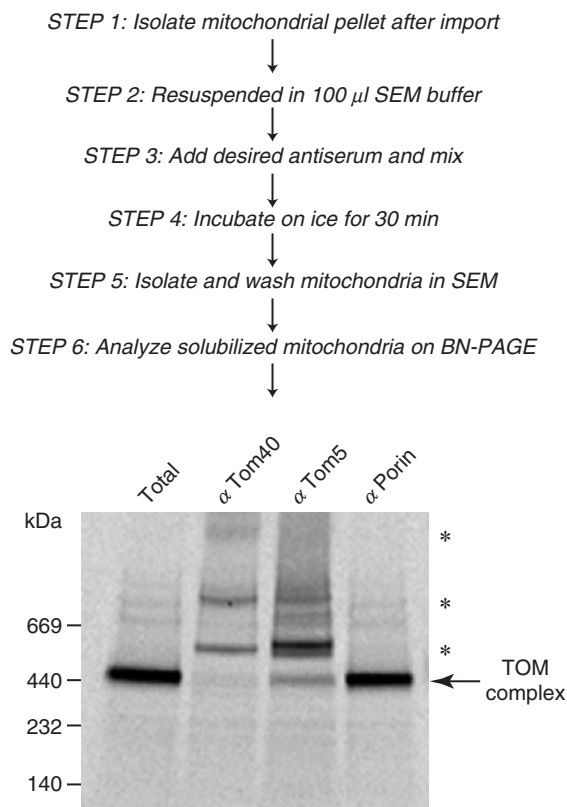 STEP 1: Isolate mitochondrial pellet after import
STEP 2: Resuspended in 100 µl SEM buffer
STEP 3: Add desired antiserum and mix
STEP 4: Incubate on ice for 30 min
STEP 5: Isolate and wash mitochondria in SEM
STEP 6: Analyze solubilized mitochondria on BN-PAGE
Total
α Tom40
α Tom5
α Porin
kDa
*
*
669
*
440
TOM
complex
232
140